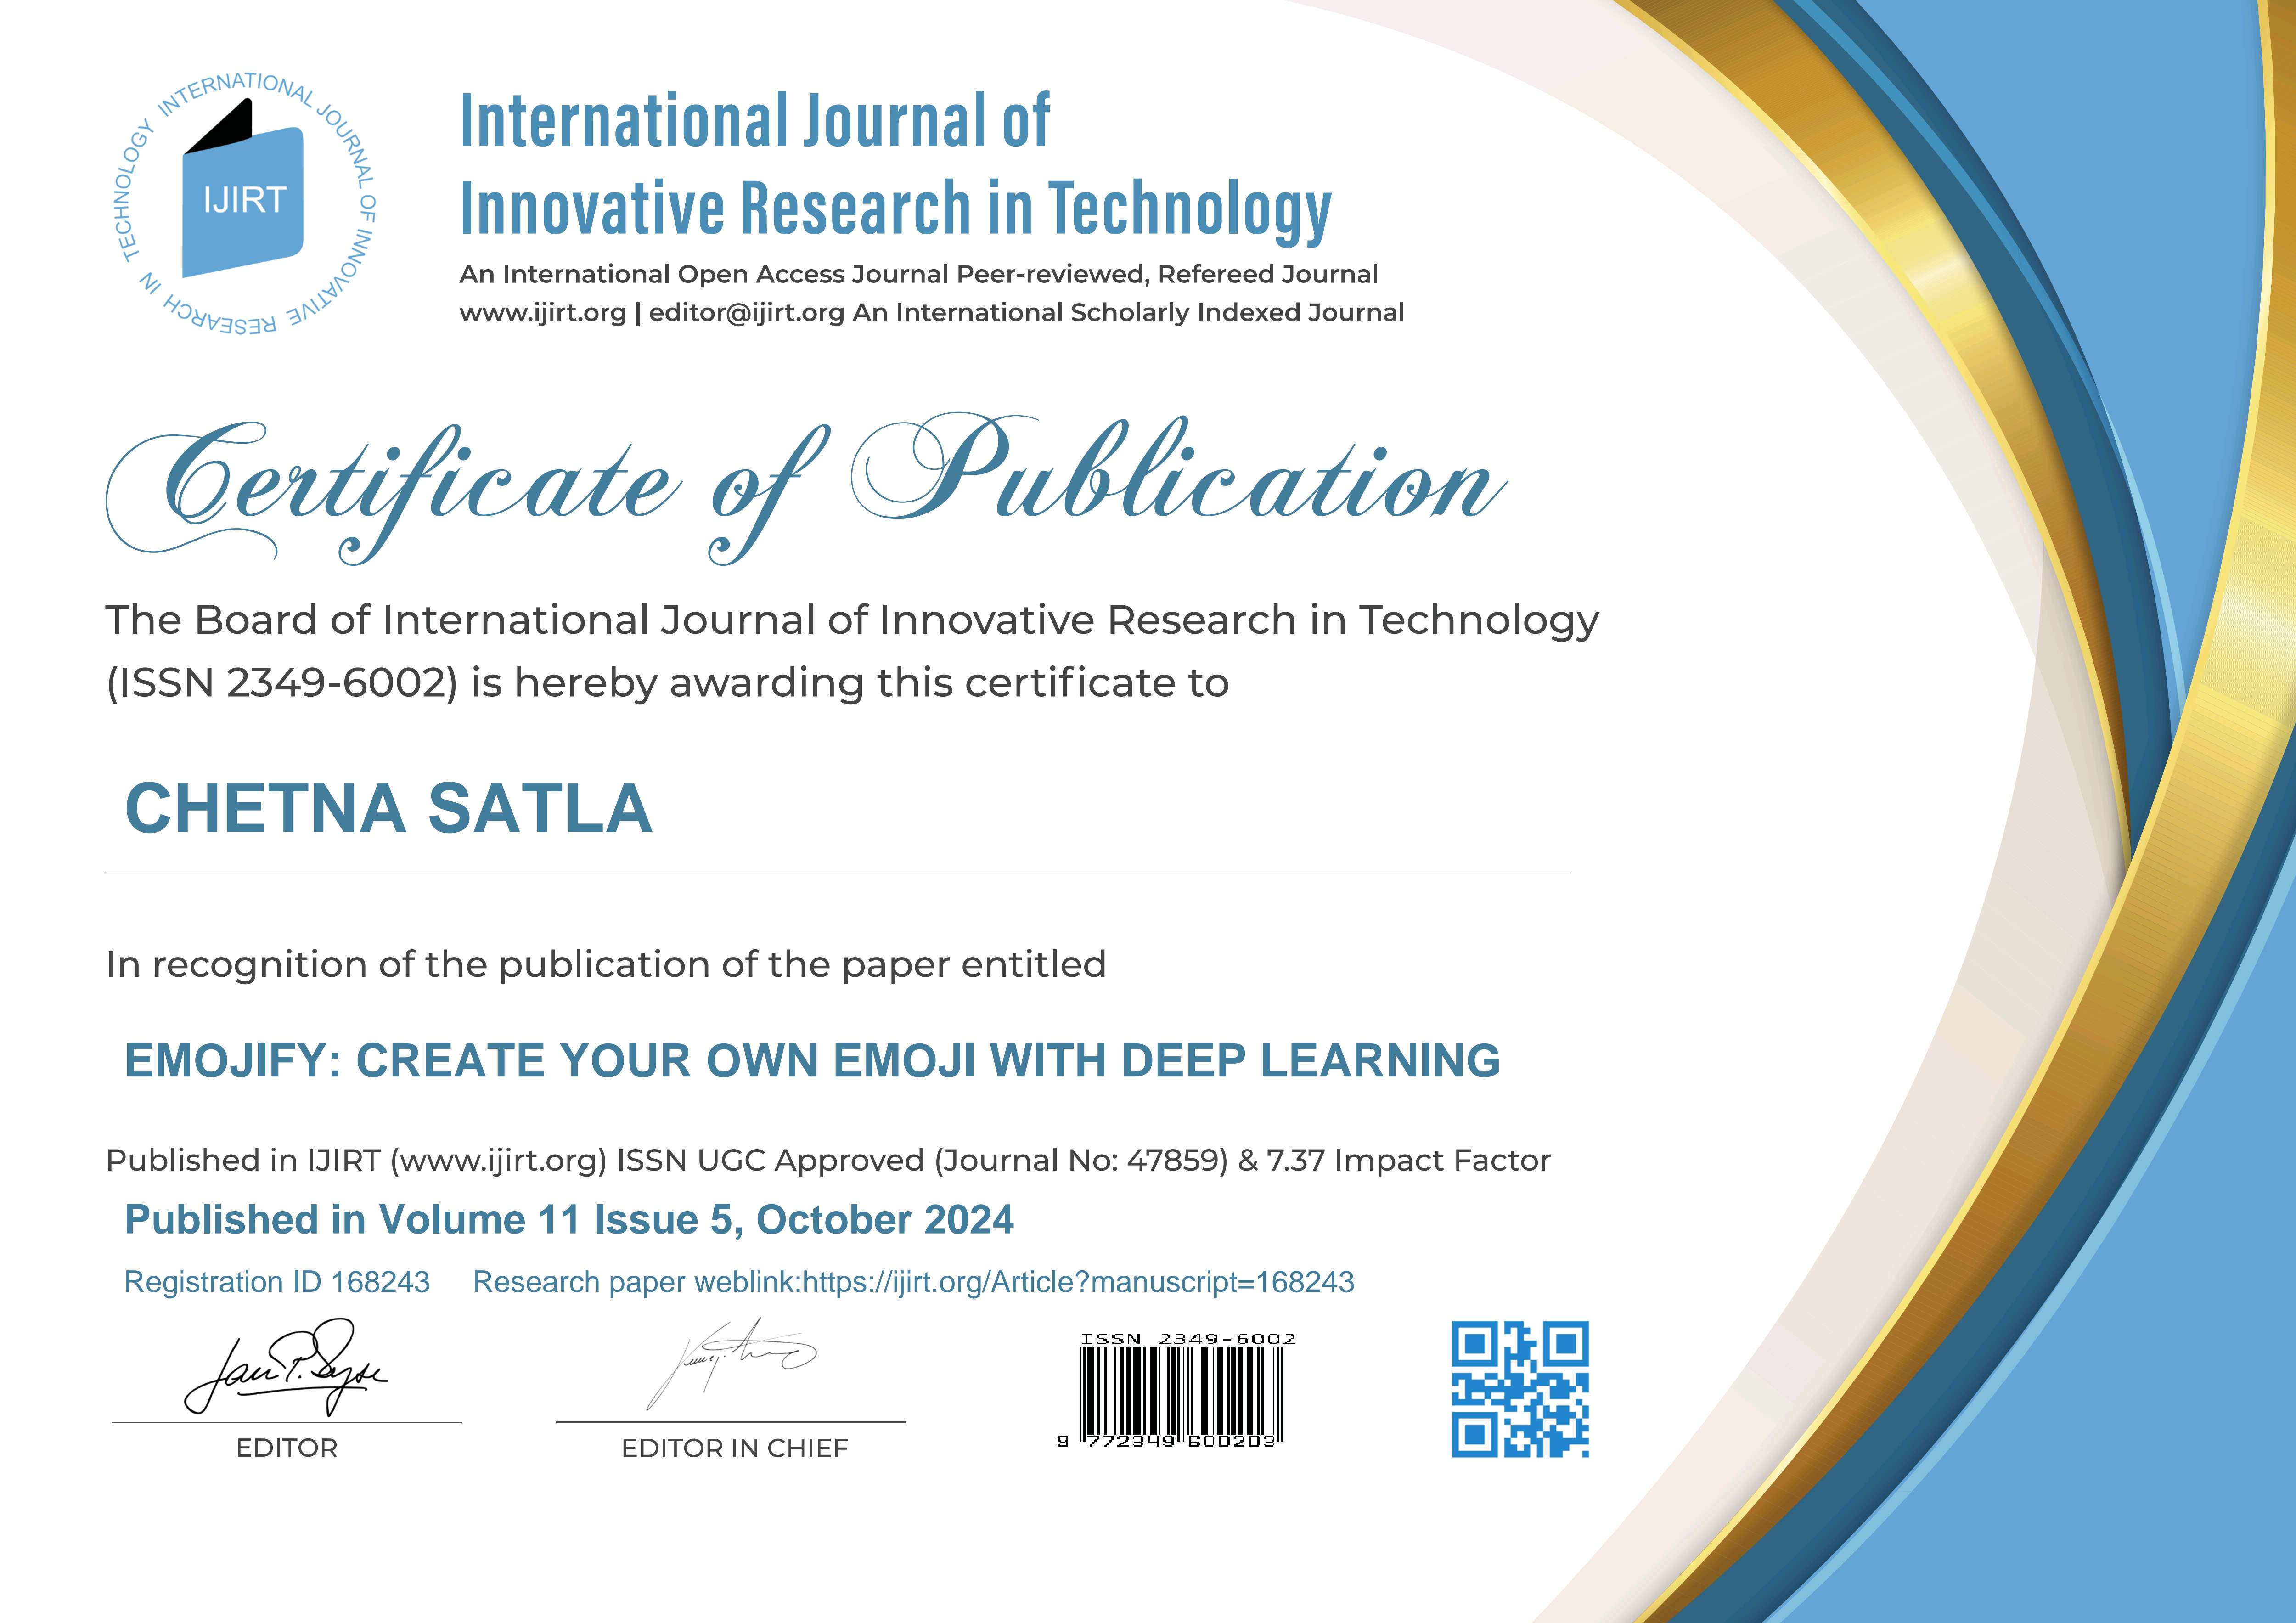 INTERNATIONAL JOURNAL OF INNOVATIVE RESEARCH IN TECHNOLOGY
IJIRT
International Journal of
Innovative Research in Technology
An International Open Access Journal Peer-reviewed, Refereed Journal
www.ijirt.org | editor@ijirt.org An International Scholarly Indexed Journal
Certificate of Publication
The Board of International Journal of Innovative Research in Technology
(ISSN 2349-6002) is hereby awarding this certificate to
CHETNA SATLA
In recognition of the publication of the paper entitled
EMOJIFY: CREATE YOUR OWN EMOJI WITH DEEP LEARNING
Published in IJIRT (www.ijirt.org) ISSN UGC Approved (Journal No: 47859) & 7.37 Impact Factor
Published in Volume 11 Issue 5, October 2024
Registration ID 168243 Research paper weblink:https://ijirt.org/Article?manuscript=168243
ISSN 2349-6002
9 772349 600203
EDITOR
EDITOR IN CHIEF